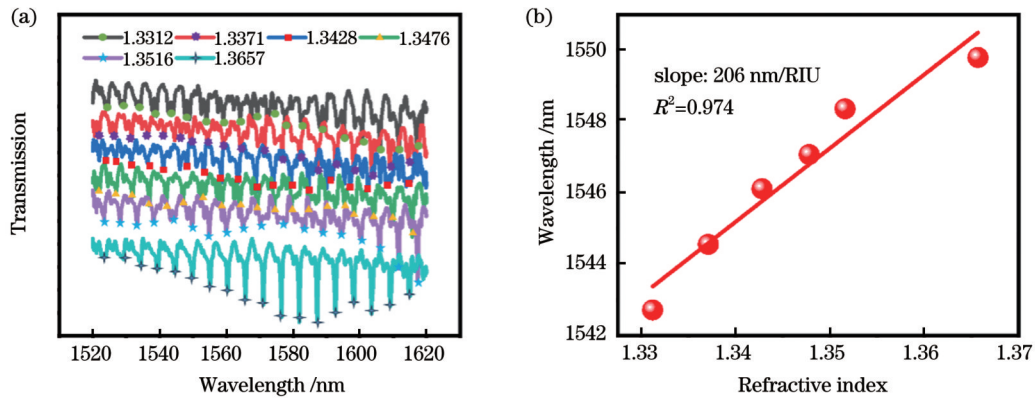 (a)
1.3312 1.3371 1.3428 1.3476
1.3516 1.3657
Transmission
1520 1540 1560 1580 1600 1620
Wavelength /nm
(b)
1550
1548
1546
1544
1542
Wavelength /nm
slope: 206 nm/RIU
R²=0.974
1.33 1.34 1.35 1.36 1.37
Refractive index